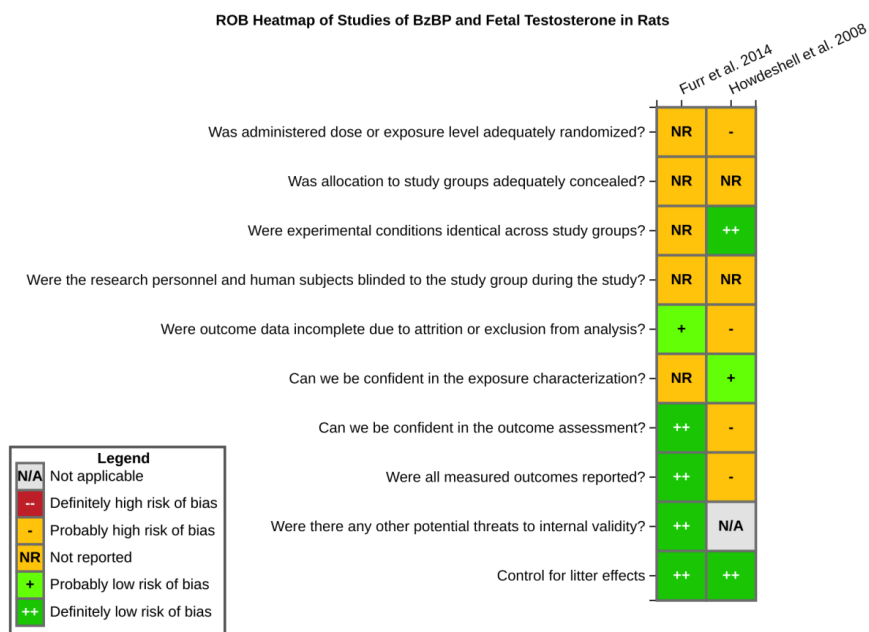 ROB Heatmap of Studies of BzBP and Fetal Testosterone in Rats
Furr et al. 2014
Howdeshell et al. 2008
Was administered dose or exposure level adequately randomized? NR -
Was allocation to study groups adequately concealed? NR NR
Were experimental conditions identical across study groups? NR ++
Were the research personnel and human subjects blinded to the study group during the study? NR NR
Were outcome data incomplete due to attrition or exclusion from analysis? + -
Can we be confident in the exposure characterization? NR +
Can we be confident in the outcome assessment? ++ -
Were all measured outcomes reported? ++ -
Were there any other potential threats to internal validity? ++ N/A
Control for litter effects ++ ++
Legend
N/A Not applicable
-- Definitely high risk of bias
- Probably high risk of bias
NR Not reported
+ Probably low risk of bias
++ Definitely low risk of bias